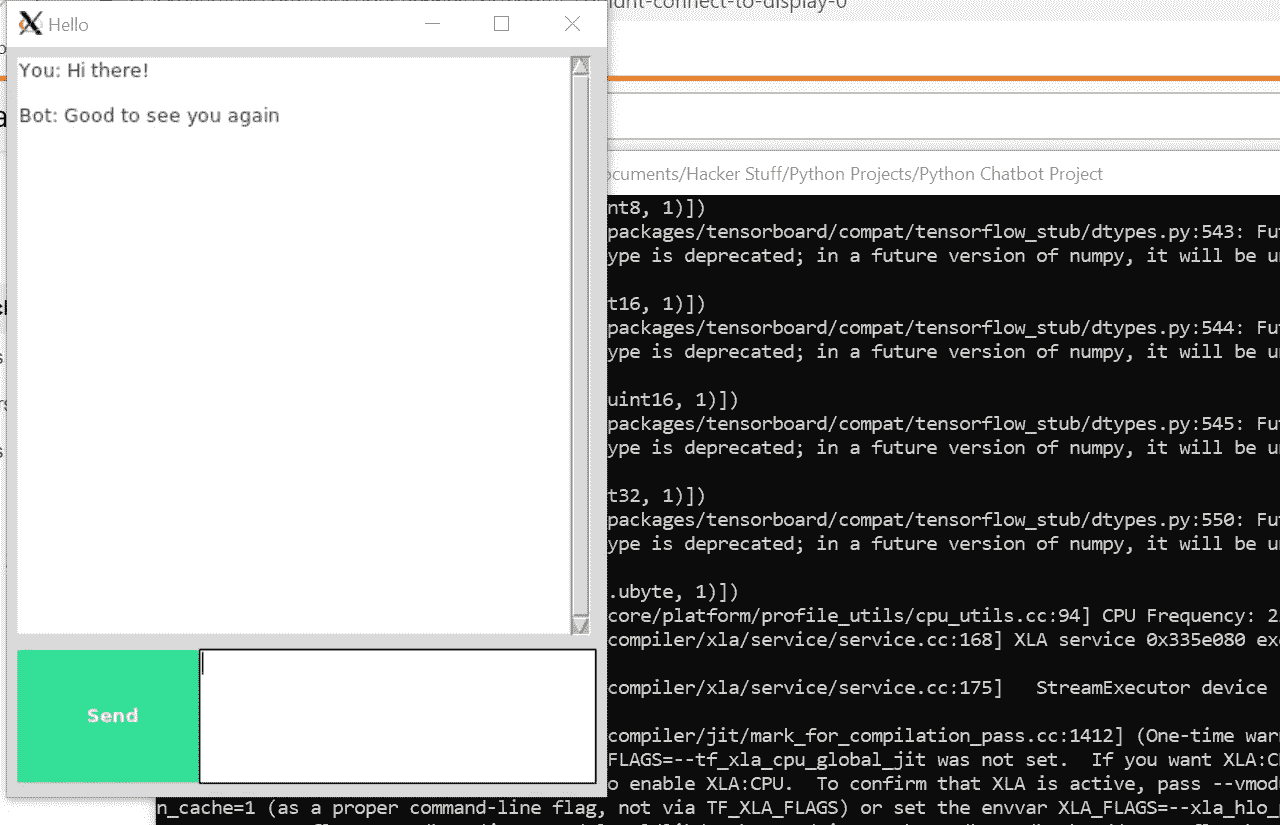 connect-to-display-0
Hello
You: Hi there!
Bot: Good to see you again
Send
ocuments/Hacker Stuff/Python Projects/Python Chatbot Project
nt8, 1)])
packages/tensorboard/compat/tensorflow_stub/dtypes.py:543: Fu
ype is deprecated; in a future version of numpy, it will be u
t16, 1)])
packages/tensorboard/compat/tensorflow_stub/dtypes.py:544: Fu
ype is deprecated; in a future version of numpy, it will be u
uint16, 1)])
packages/tensorboard/compat/tensorflow_stub/dtypes.py:545: Fu
ype is deprecated; in a future version of numpy, it will be u
t32, 1)])
packages/tensorboard/compat/tensorflow_stub/dtypes.py:550: Fu
ype is deprecated; in a future version of numpy, it will be u
.ubyte, 1)])
core/platform/profile_utils/cpu_utils.cc:94] CPU Frequency: 2
compiler/xla/service/service.cc:168] XLA service 0x335e080 exe
compiler/xla/service/service.cc:175]   StreamExecutor device
compiler/jit/mark_for_compilation_pass.cc:1412] (One-time warn
FLAGS=--tf_xla_cpu_global_jit was not set.  If you want XLA:C
o enable XLA:CPU.  To confirm that XLA is active, pass --vmod
n_cache=1 (as a proper command-line flag, not via TF_XLA_FLAGS) or set the envvar XLA_FLAGS=--xla_hlo_